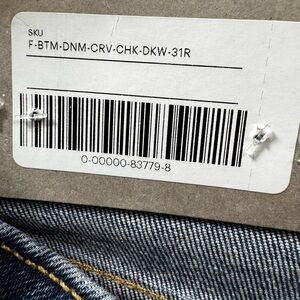 SKU
F-BTM-DNM-CRV-CHK-DKW-31R
0-00000-83779-8